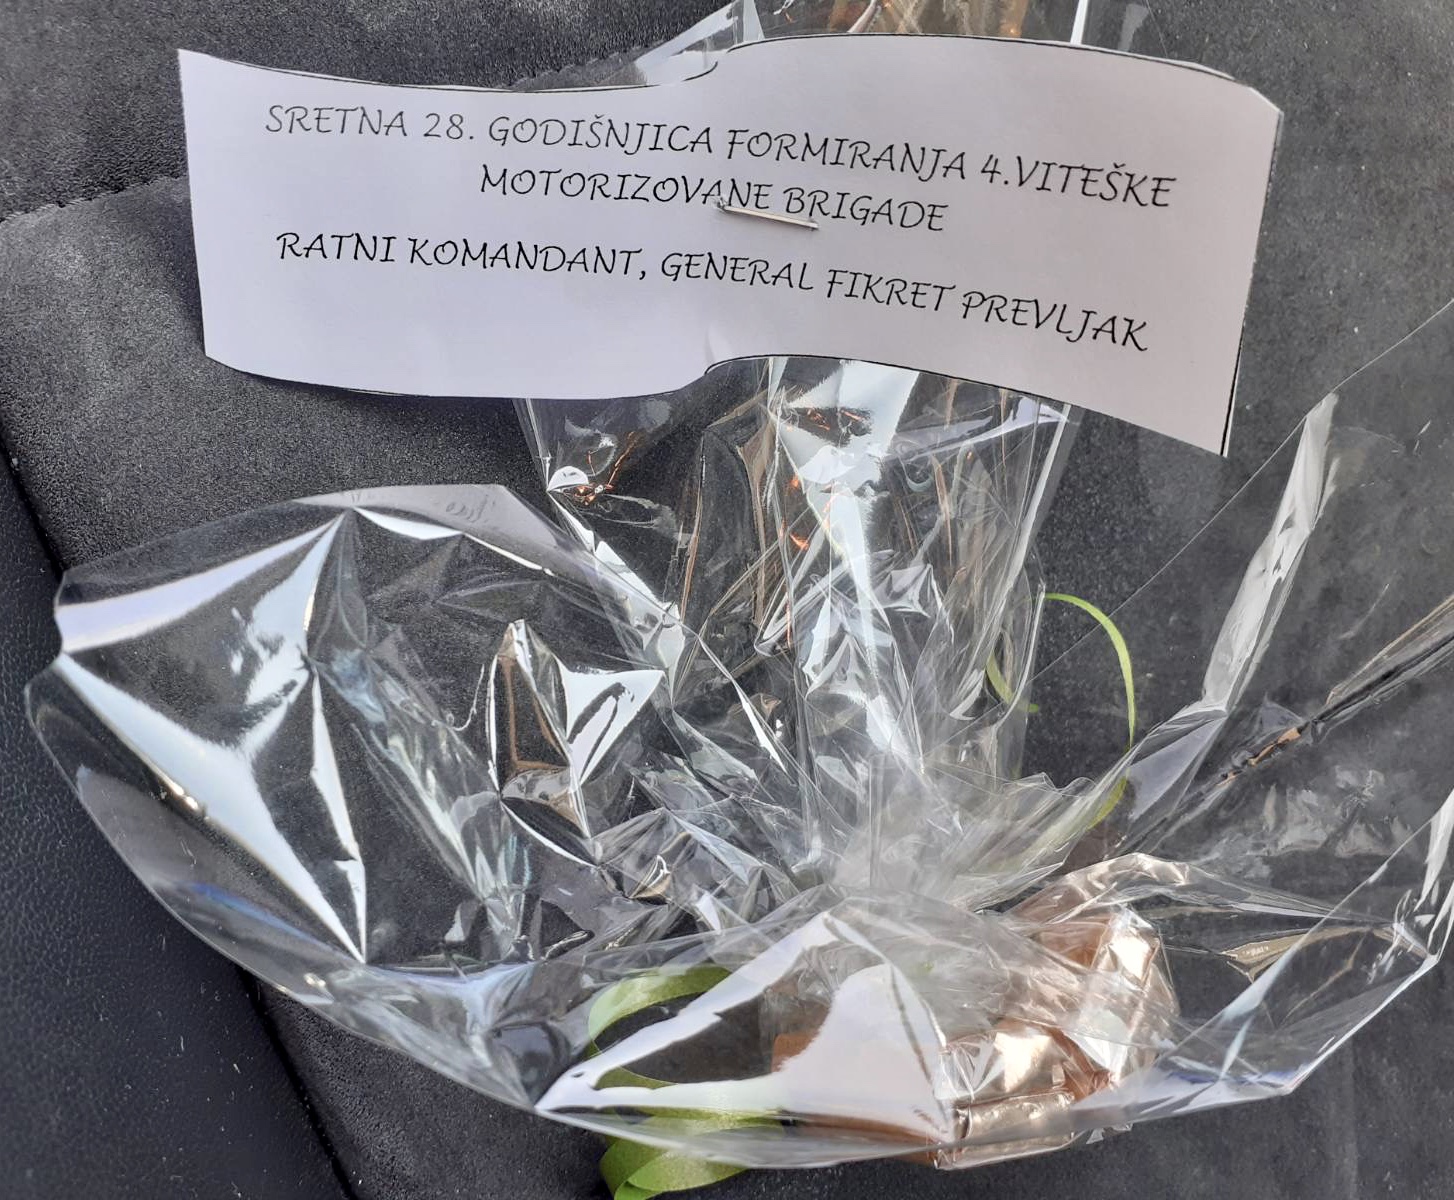 SRETNA 28. GODIŠNJICA FORMIRANJA 4.VITEŠKE
MOTORIZOVANE BRIGADE
RATNI KOMANDANT, GENERAL FIKRET PREVLJAK